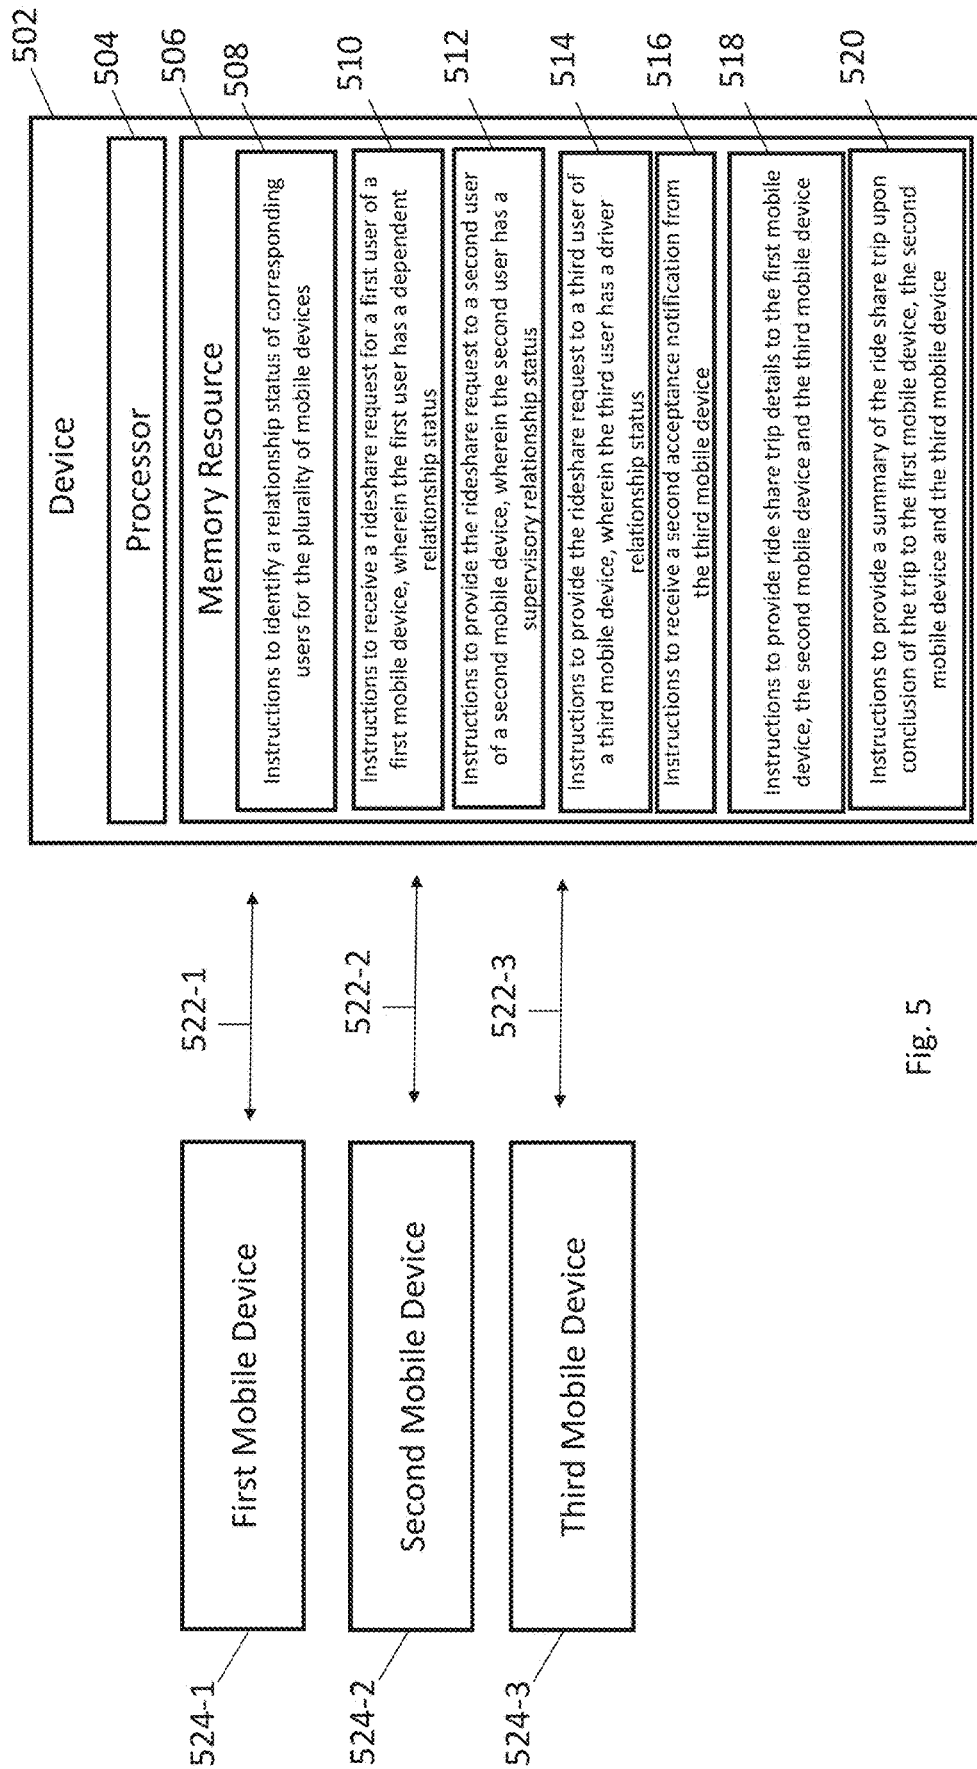 502
504
506
508
510
512
514
516
518
520
Device
Processor
Memory Resource
Instructions to identify a relationship status of corresponding
users for the plurality of mobile devices
Instructions to receive a rideshare request for a first user of a
first mobile device, wherein the first user has a dependent
relationship status
Instructions to provide the rideshare request to a second user
of a second mobile device, wherein the second user has a
supervisory relationship status
Instructions to provide the rideshare request to a third user of
a third mobile device, wherein the third user has a driver
relationship status
Instructions to receive a second acceptance notification from
the third mobile device
Instructions to provide ride share trip details to the first mobile
device, the second mobile device and the third mobile device
Instructions to provide a summary of the ride share trip upon
conclusion of the trip to the first mobile device, the second
mobile device and the third mobile device
522-1
522-2
522-3
First Mobile Device
Second Mobile Device
Third Mobile Device
524-1
524-2
524-3
Fig. 5